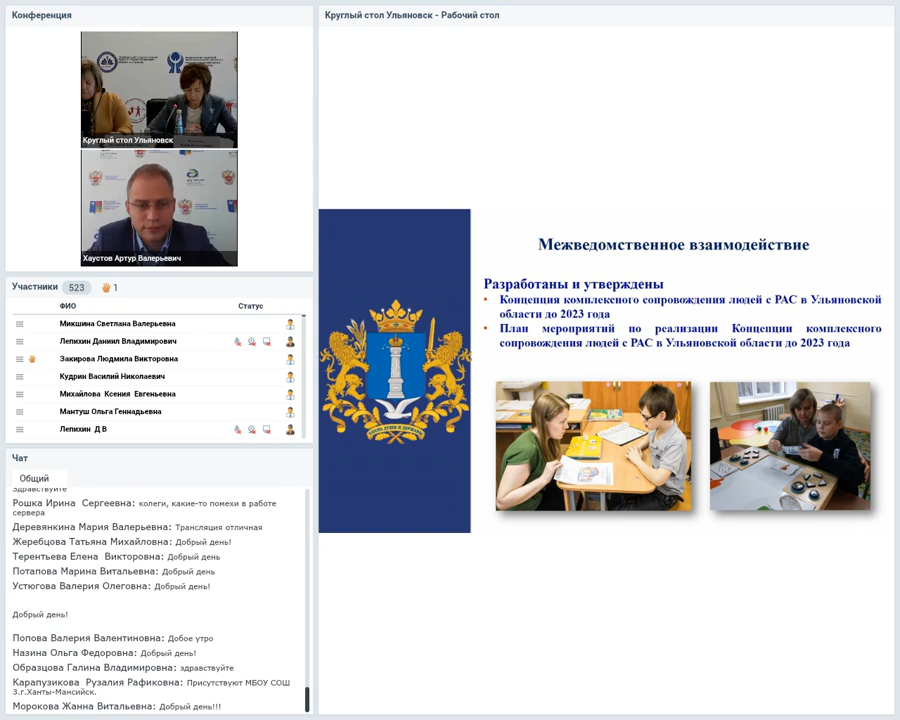 Конференция
Круглый стол Ульяновск
Хаустов Артур Валерьевич
Участники 523 1
ФИО Статус
Микшина Светлана Валерьевна
Лепихин Даниил Владимирович
Закирова Людмила Викторовна
Кудрин Василий Николаевич
Михайлова Ксения Евгеньевна
Мантуш Ольга Геннадьевна
Лепихин Д В
Чат
Общий
Здравствуйте
Рошка Ирина Сергеевна: колеги, какие-то помехи в работе
сервера
Деревянкина Мария Валерьевна: Трансляция отличная
Жеребцова Татьяна Михайловна: Добрый день!
Терентьева Елена Викторовна: Добрый день
Потапова Марина Витальевна: Добрый день
Устюгова Валерия Олеговна: Добрый день!
Добрый день!
Попова Валерия Валентиновна: Добое утро
Назина Ольга Федоровна: Добрый день!
Образцова Галина Владимировна: здравствуйте
Карапузикова Рузалия Рафиковна: Присутствуют МБОУ СОШ
3.г.Ханты-Мансийск.
Морокова Жанна Витальевна: Добрый день!!!
Круглый стол Ульяновск - Рабочий стол
Межведомственное взаимодействие
Разработаны и утверждены
• Концепция комплексного сопровождения людей с РАС в Ульяновской
области до 2023 года
• План мероприятий по реализации Концепции комплексного
сопровождения людей с РАС в Ульяновской области до 2023 года